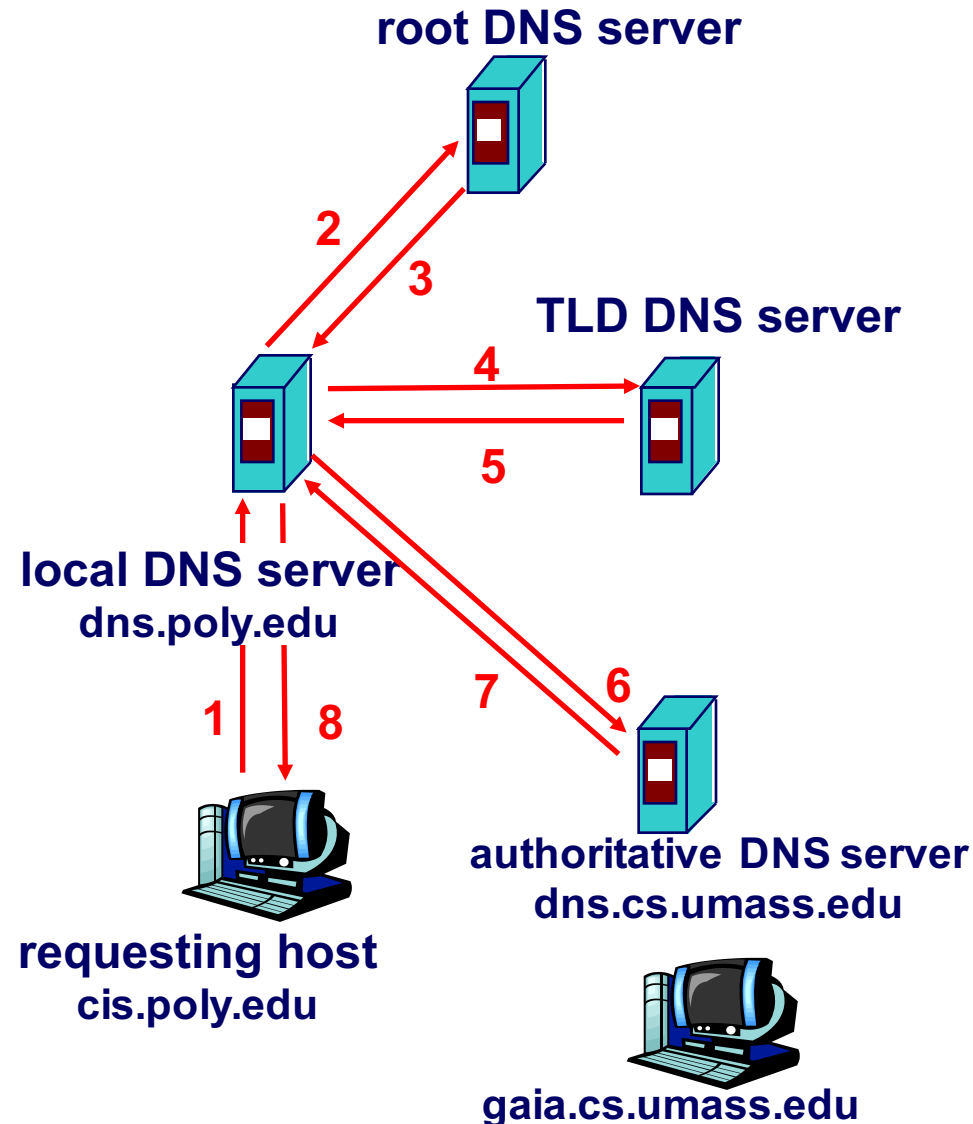 root DNS server
2
3
TLD DNS server
4
5
local DNS server
dns.poly.edu
7
6
1
8
authoritative DNS server
dns.cs.umass.edu
requesting host
cis.poly.edu
gaia.cs.umass.edu